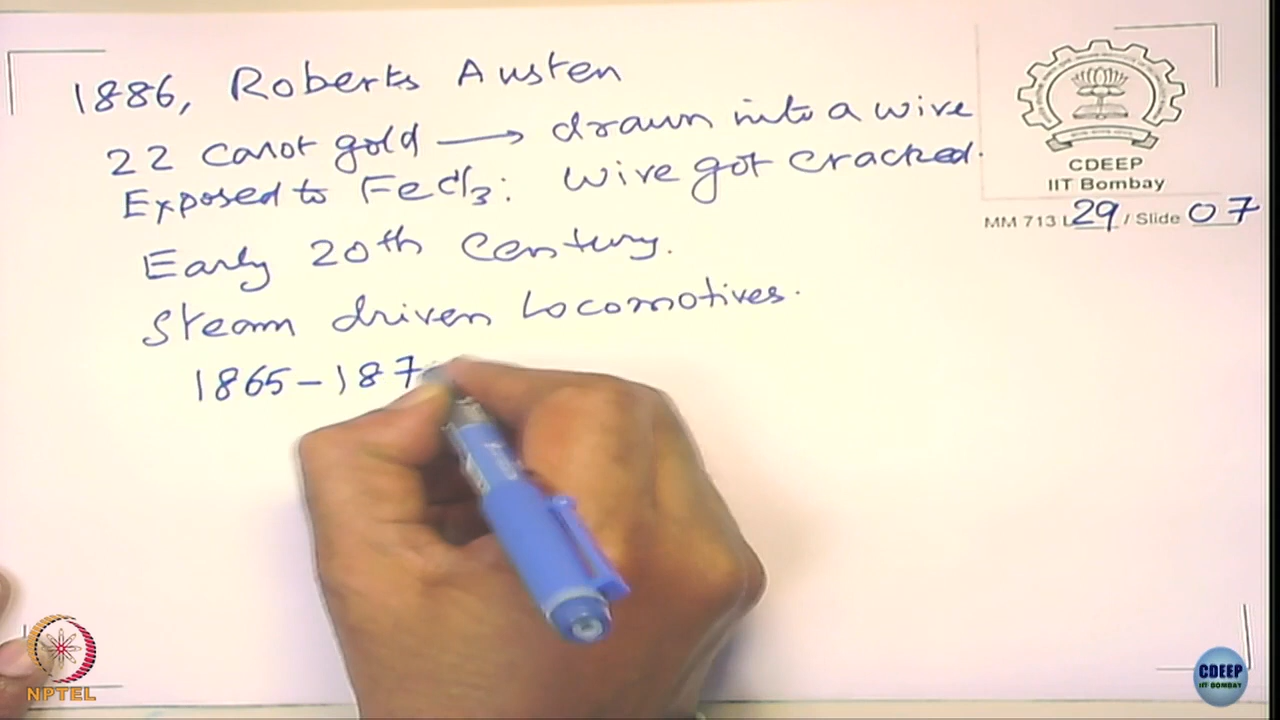 1886, Roberts Austen
22 Carot gold → drawn into a wire
Exposed to FeCl3: Wire got cracked.
Early 20th Century.
Steam driven Locomotives.
1865-187
CDEEP
IIT Bombay
MM 713 L 29 / Slide 07
NPTEL
CDEEP
IIT BOMBAY